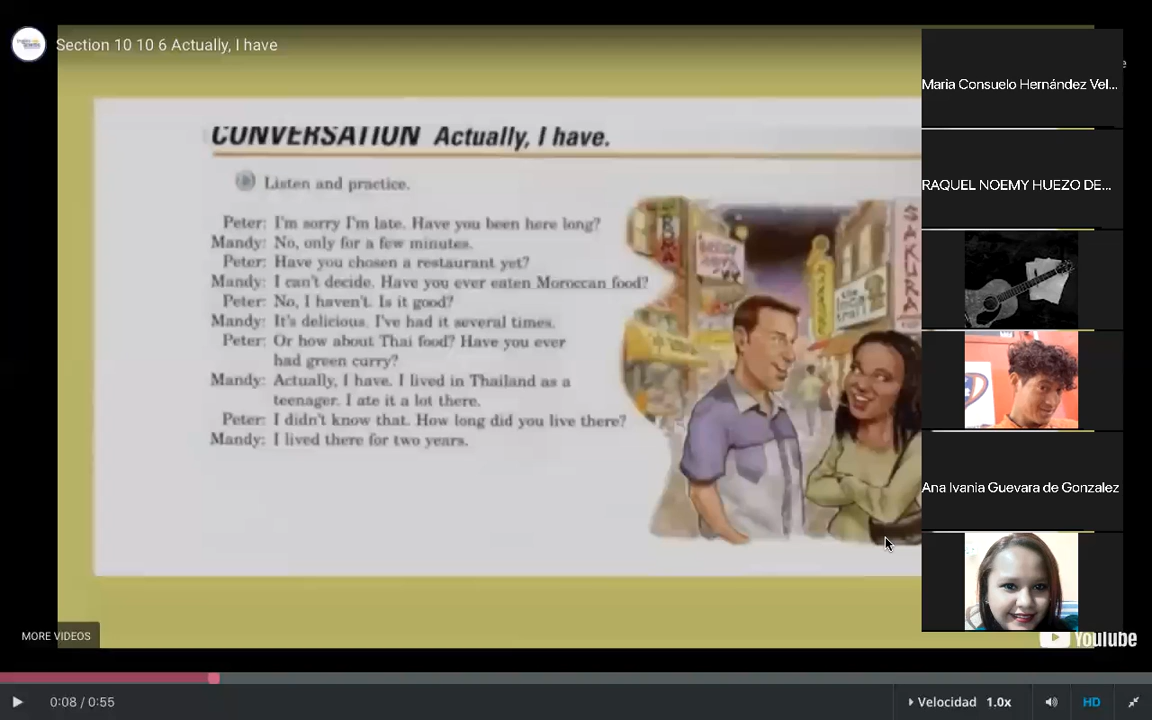 Section 10 10 6 Actually, I have
CONVERSATION Actually, I have.
Listen and practice.
Peter: I'm sorry I'm late. Have you been here long?
Mandy: No, only for a few minutes.
Peter: Have you chosen a restaurant yet?
Mandy: I can't decide. Have you ever eaten Moroccan food?
Peter: No, I haven't. Is it good?
Mandy: It's delicious. I've had it several times.
Peter: Or how about Thai food? Have you ever
had green curry?
Mandy: Actually, I have. I lived in Thailand as a
teenager. I ate it a lot there.
Peter: I didn't know that. How long did you live there?
Mandy: I lived there for two years.
SAKURA
the
inca
trail
Maria Consuelo Hernández Vel...
RAQUEL NOEMY HUEZO DE...
Ana Ivania Guevara de Gonzalez
MORE VIDEOS
YouTube
0:08 / 0:55
Velocidad 1.0x
HD